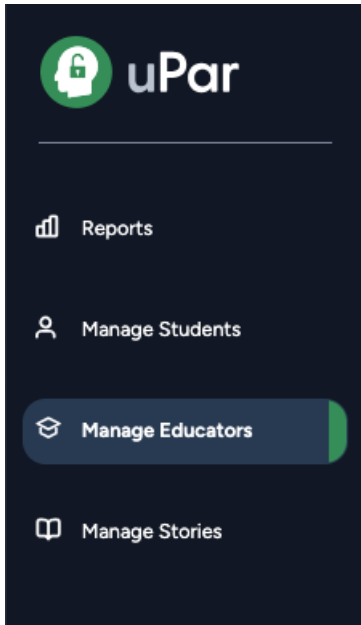 uPar
Reports
Manage Students
Manage Educators
Manage Stories